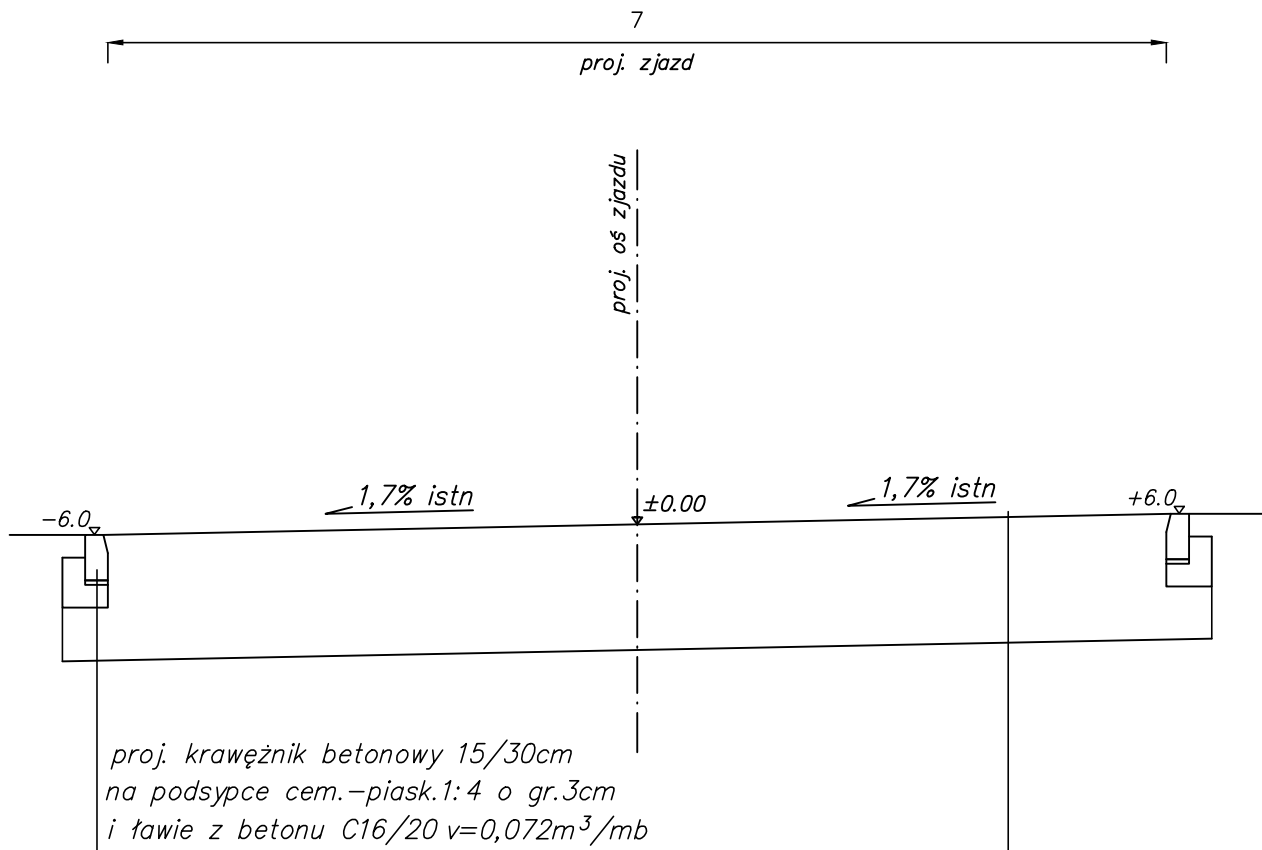 7
proj. zjazd
proj. oś zjazdu
1,7% istn
1,7% istn
-6.0
±0.00
+6.0
proj. krawężnik betonowy 15/30cm
na podsypce cem.-piask.1:4 o gr.3cm
i ławie z betonu C16/20 v=0,072m³/mb